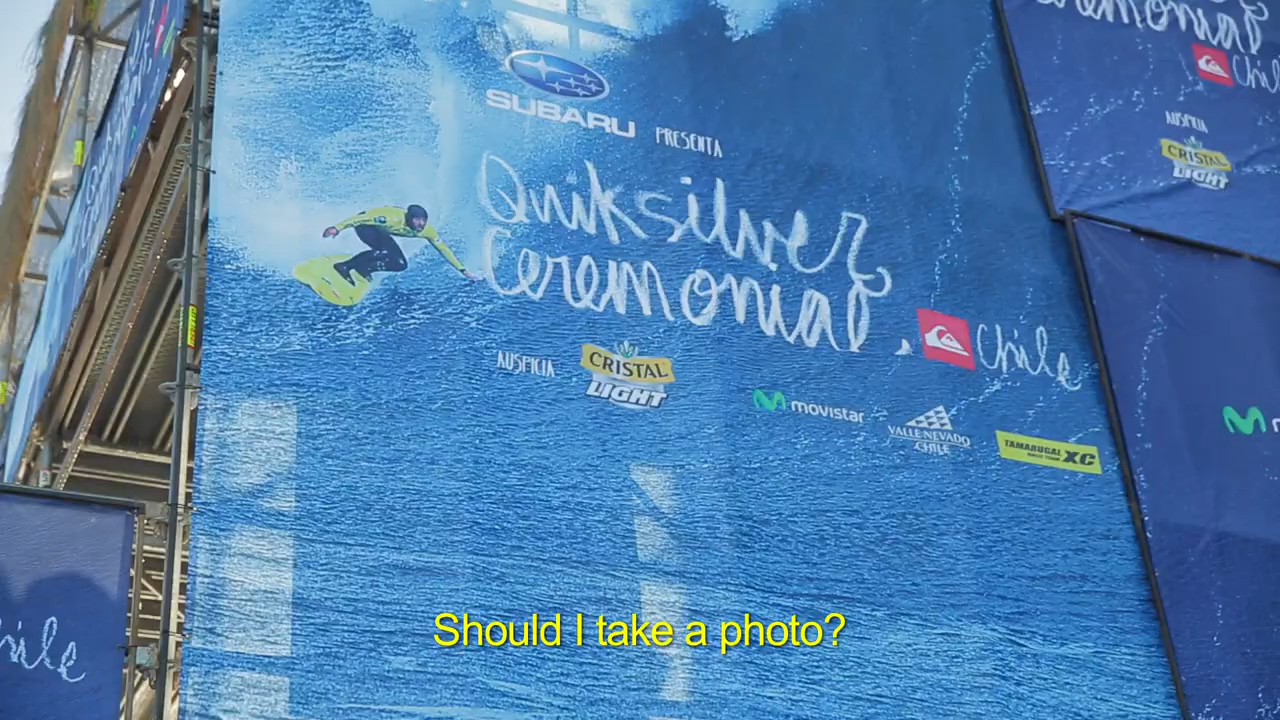 SUBARU PRESENTA
Quiksilver
Ceremonial
Chile
AUSPICIA CRISTAL LIGHT
movistar
VALLE NEVADO
CHILE
TAMARUGAL XC
Ceremonial
Chile
AUSPICIA
CRISTAL
LIGHT
Should I take a photo?